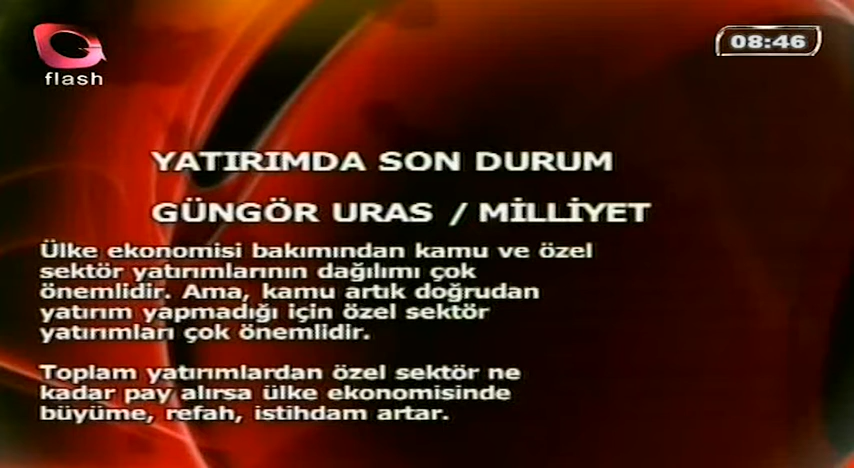 flash
08:46
YATIRIMDA SON DURUM
GÜNGÖR URAS / MİLLİYET
Ülke ekonomisi bakımından kamu ve özel
sektör yatırımlarının dağılımı çok
önemlidir. Ama, kamu artık doğrudan
yatırım yapmadığı için özel sektör
yatırımları çok önemlidir.
Toplam yatırımlardan özel sektör ne
kadar pay alırsa ülke ekonomisinde
büyüme, refah, istihdam artar.